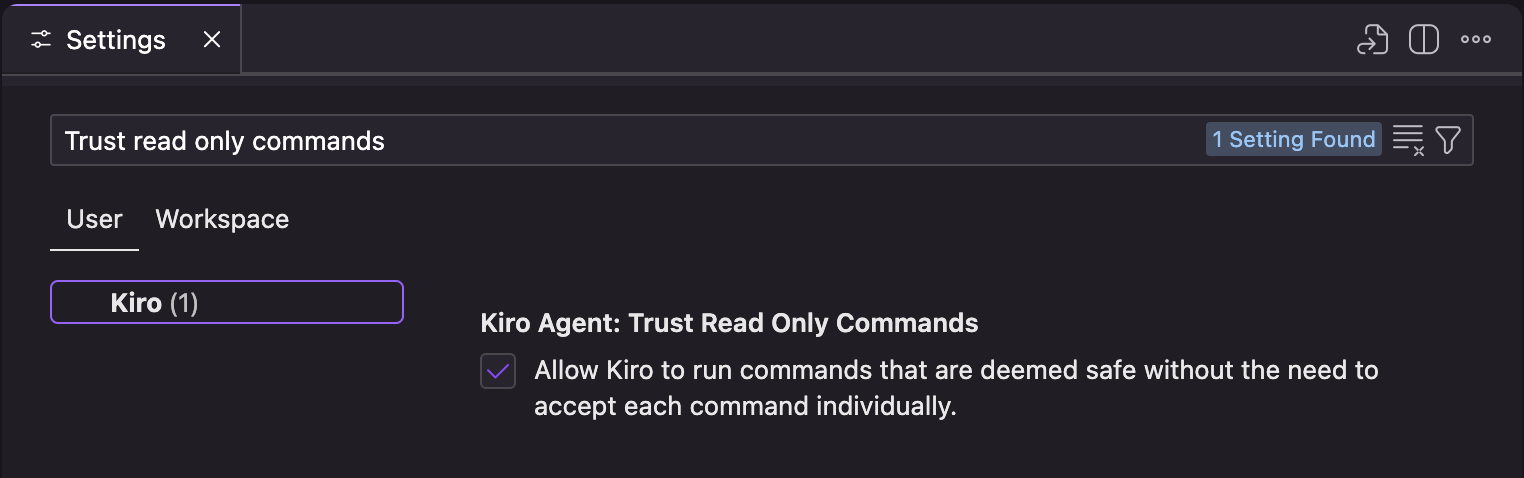 Settings
Trust read only commands
1 Setting Found
User
Workspace
Kiro (1)
Kiro Agent: Trust Read Only Commands
Allow Kiro to run commands that are deemed safe without the need to
accept each command individually.